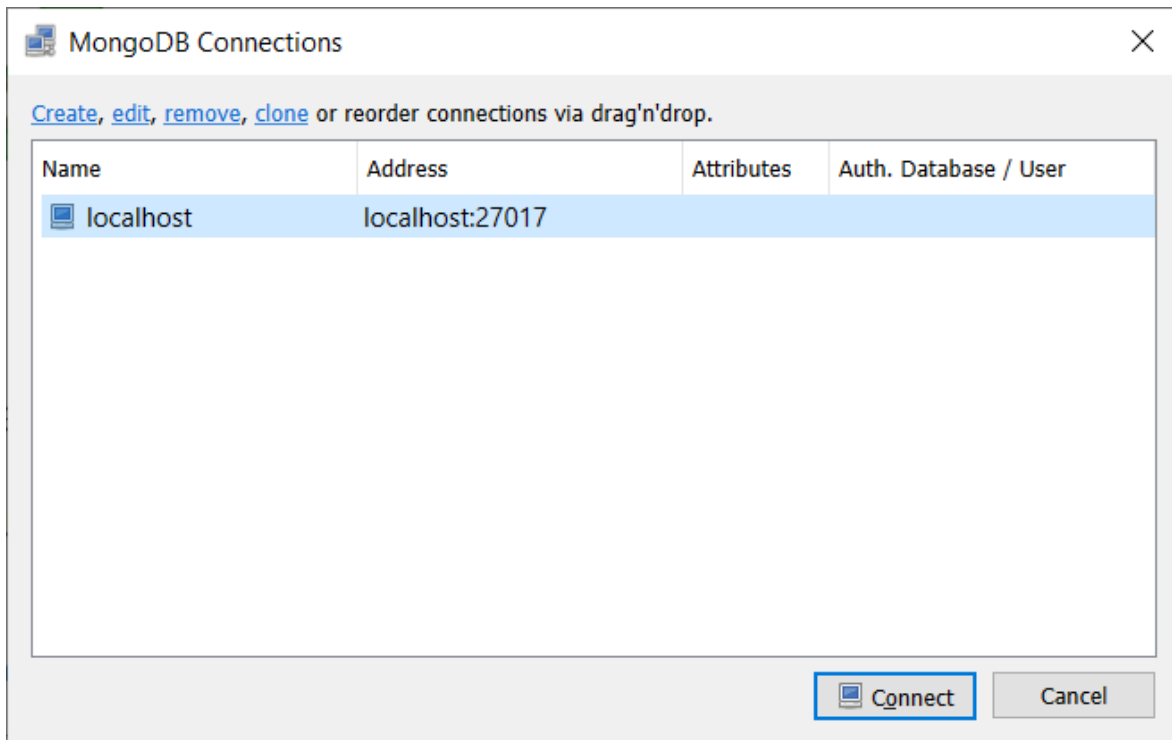 MongoDB Connections
Create, edit, remove, clone or reorder connections via drag'n'drop.
Name Address Attributes Auth. Database / User
localhost localhost:27017
Connect Cancel